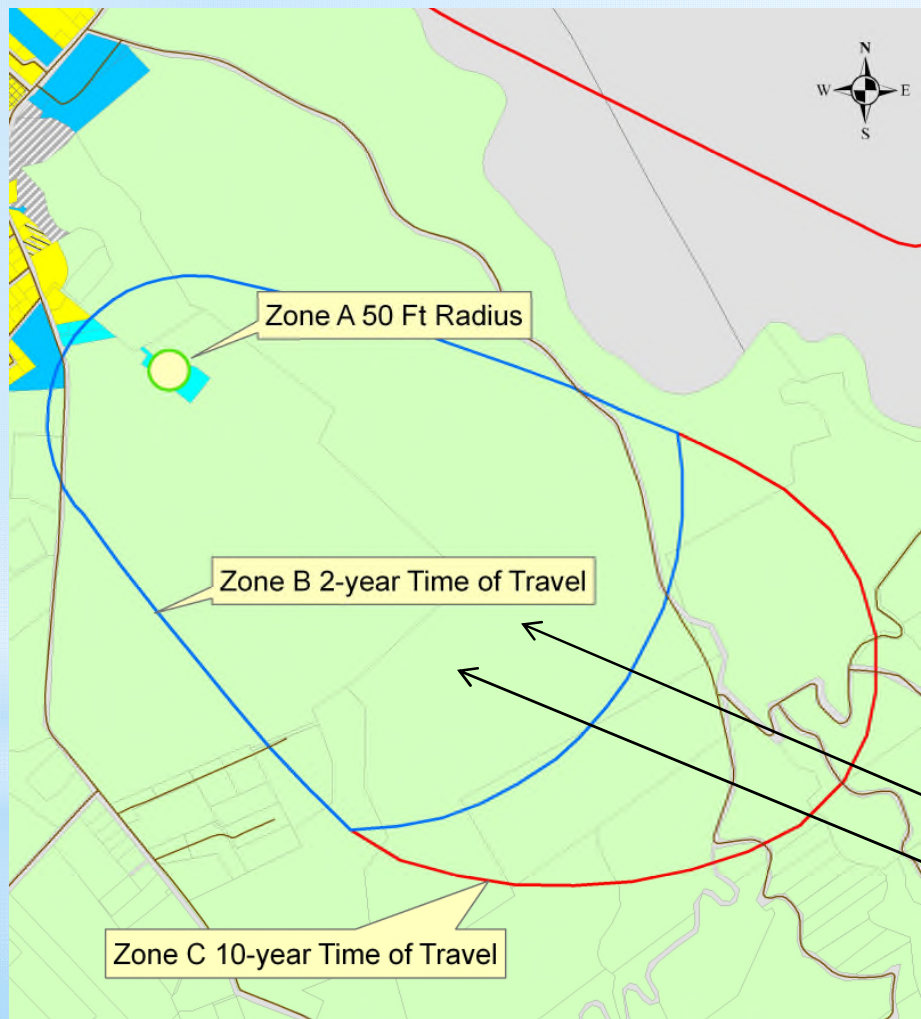 N
W E
S
Zone A 50 Ft Radius
Zone B 2-year Time of Travel
Zone C 10-year Time of Travel